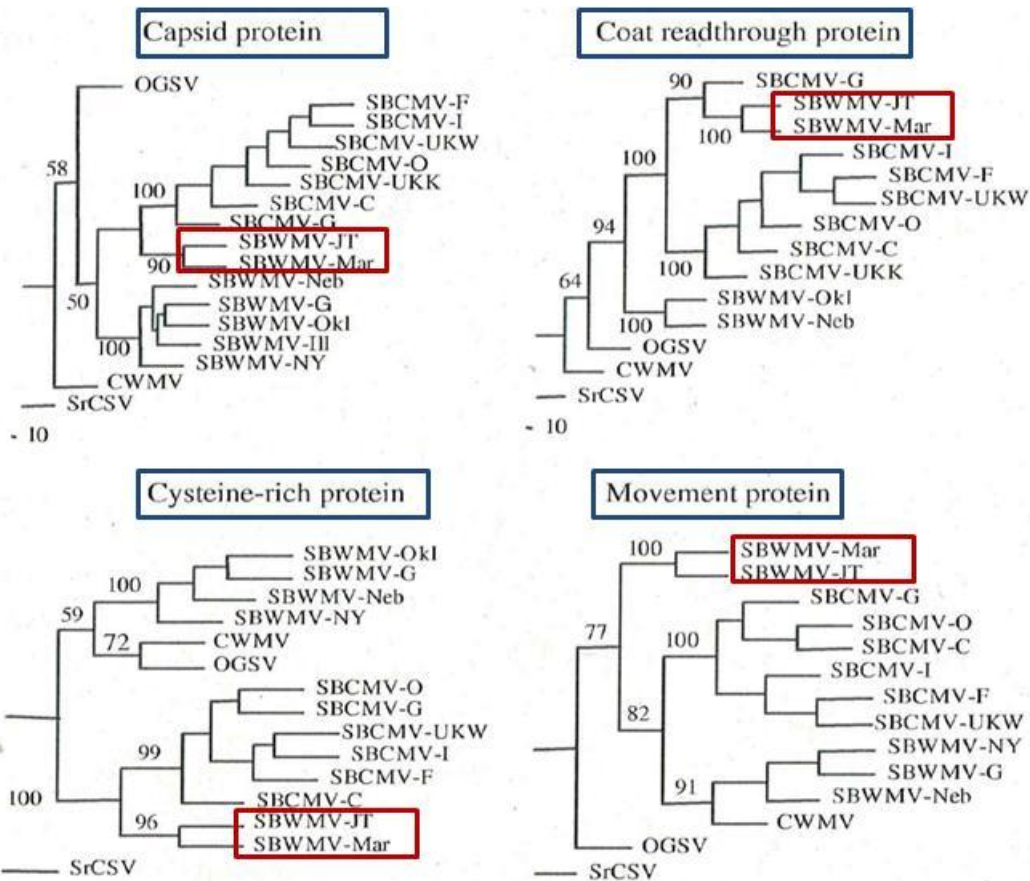 Capsid protein
OGSV
SBCMV-F
SBCMV-I
SBCMV-UKW
SBCMV-O
SBCMV-UKK
SBCMV-C
SBCMV-G
SBWMV-JT
SBWMV-Mar
SBWMV-Neb
SBWMV-G
SBWMV-Okl
SBWMV-Ill
SBWMV-NY
CWMV
SrCSV
58
100
90
50
100
- 10
Coat readthrough protein
SBCMV-G
SBWMV-JT
SBWMV-Mar
SBCMV-I
SBCMV-F
SBCMV-UKW
SBCMV-O
SBCMV-C
SBCMV-UKK
SBWMV-Okl
SBWMV-Neb
OGSV
CWMV
SrCSV
90
100
100
94
100
64
100
- 10
Cysteine-rich protein
SBWMV-Okl
SBWMV-G
SBWMV-Neb
SBWMV-NY
CWMV
OGSV
SBCMV-O
SBCMV-G
SBCMV-UKW
SBCMV-I
SBCMV-F
SBCMV-C
SBWMV-JT
SBWMV-Mar
SrCSV
100
59
72
99
100
96
Movement protein
SBWMV-Mar
SBWMV-JT
SBCMV-G
SBCMV-O
SBCMV-C
SBCMV-I
SBCMV-F
SBCMV-UKW
SBWMV-NY
SBWMV-G
SBWMV-Neb
CWMV
OGSV
SrCSV
100
77
100
82
91